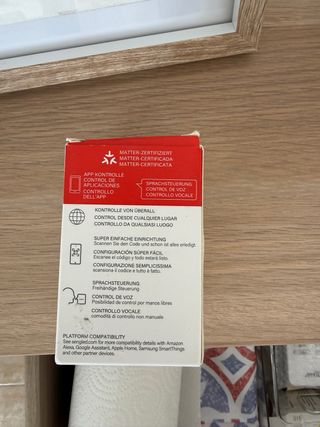 MATTER-ZERTIFIZIERT
MATTER-CERTIFICADA
MATTER-CERTIFICATA
APP KONTROLLE
CONTROL DE
APLICACIONES
CONTROLLO
DELL'APP
SPRACHSTEUERUNG
CONTROL DE VOZ
CONTROLLO VOCALE
KONTROLLE VON ÜBERALL
CONTROL DESDE CUALQUIER LUGAR
CONTROLLO DA QUALSIASI LUOGO
SUPER EINFACHE EINRICHTUNG
Scannen Sie den Code und schon ist alles erledigt.
CONFIGURACIÓN SÚPER FÁCIL
Escanee el código y todo estará listo.
CONFIGURAZIONE SEMPLICISSIMA
scansiona il codice e tutto è fatto.
SPRACHSTEUERUNG
Freihändige Steuerung
CONTROL DE VOZ
Posibilidad de control por manos libres
CONTROLLO VOCALE
comodità di controllo non manuale
PLATFORM COMPATIBILITY
See sengled.com for more compatibility details with Amazon
Alexa, Google Assistant, Apple Home, Samsung SmartThings
and other partner devices.